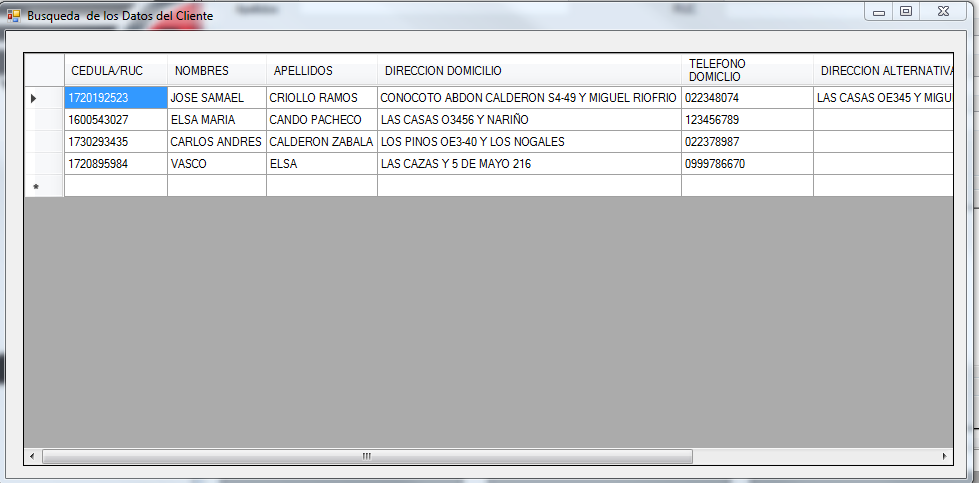 Busqueda de los Datos del Cliente
CEDULA/RUC NOMBRES APELLIDOS DIRECCION DOMICILIO TELEFONO DOMICLIO DIRECCION ALTERNATIVA
1720192523 JOSE SAMAEL CRIOLLO RAMOS CONOCOTO ABDON CALDERON S4-49 Y MIGUEL RIOFRIO 022348074 LAS CASAS OE345 Y MIGU
1600543027 ELSA MARIA CANDO PACHECO LAS CASAS O3456 Y NARIÑO 123456789
1730293435 CARLOS ANDRES CALDERON ZABALA LOS PINOS OE3-40 Y LOS NOGALES 022378987
1720895984 VASCO ELSA LAS CAZAS Y 5 DE MAYO 216 0999786670